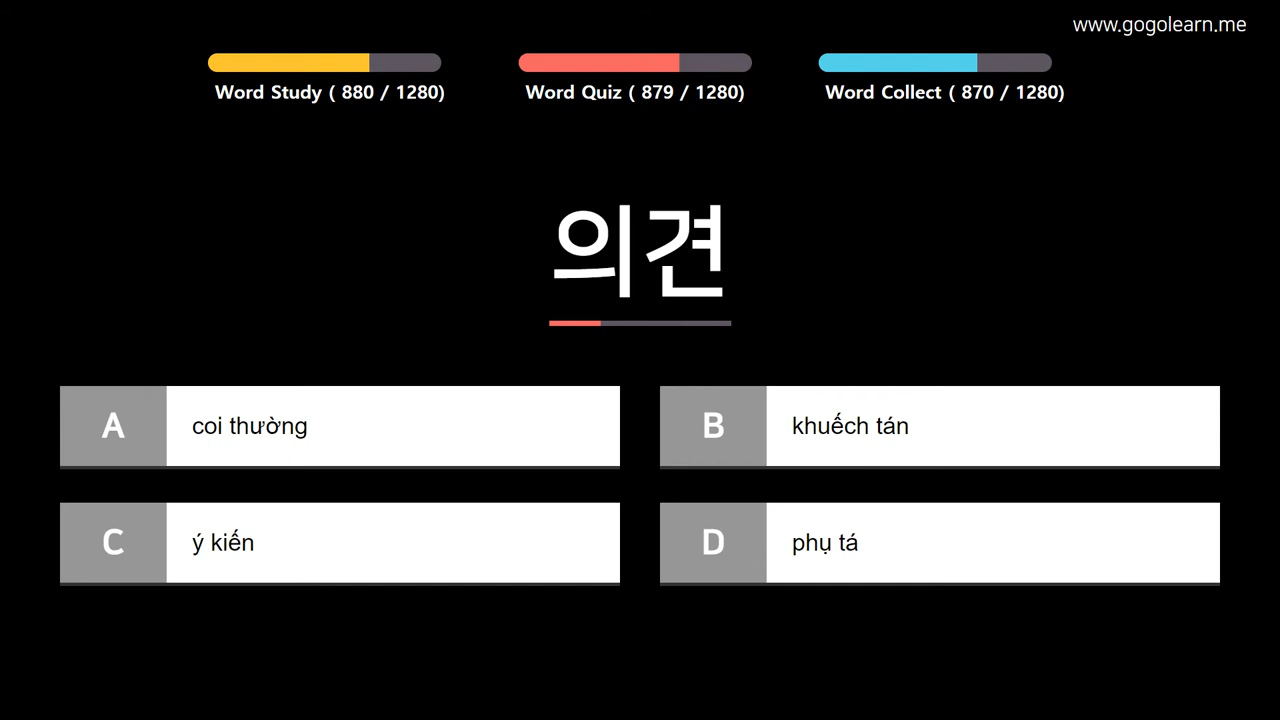 www.gogolearn.me
Word Study ( 880 / 1280)
Word Quiz ( 879 / 1280)
Word Collect ( 870 / 1280)
의견
A coi thường
B khuếch tán
C ý kiến
D phụ tá